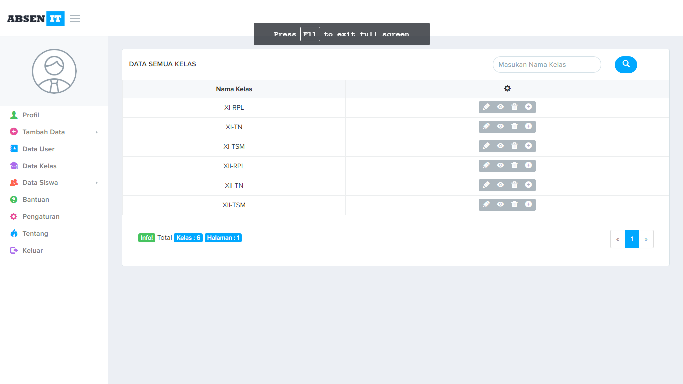 ABSEN IT
Press F11 to exit full screen
DATA SEMUA KELAS
Masukan Nama Kelas
Nama Kelas
XI-RPL
XI-TN
XI-TSM
XII-RPL
XII-TN
XII-TSM
Info! Total Kelas : 6 Halaman : 1
« 1 »
Profil
Tambah Data
Data User
Data Kelas
Data Siswa
Bantuan
Pengaturan
Tentang
Keluar